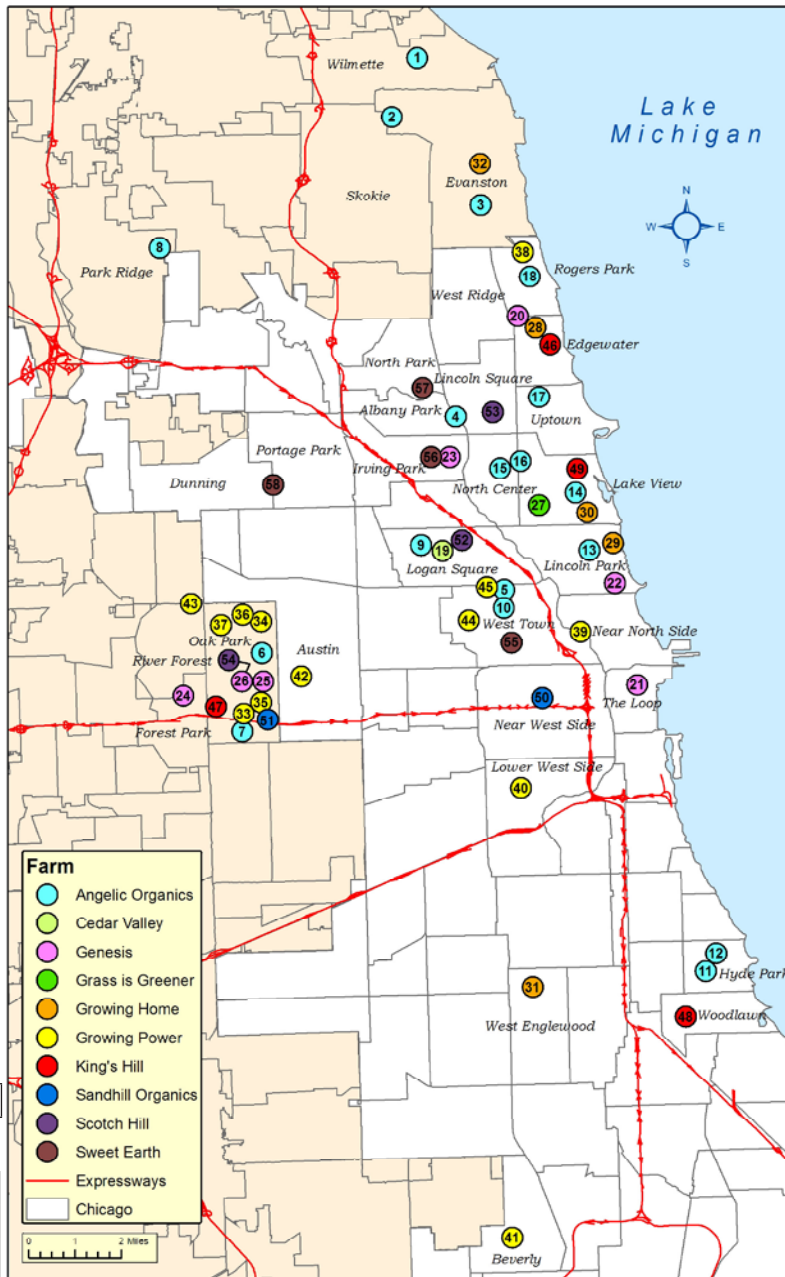 Wilmette
1
2
Lake
Michigan
32
Evanston
Skokie
3
N
W E
S
8
Park Ridge
38
18
Rogers Park
West Ridge
20
28
46
Edgewater
North Park
Lincoln Square
57
17
Albany Park
4
53
Uptown
Portage Park
56
23
Irving Park
15
16
49
Dunning
58
North Center
14
Lake View
27
30
9
19
52
Logan Square
13
29
Lincoln Park
22
45
5
10
43
37
36
34
44
West Town
39
Near North Side
Oak Park
6
Austin
55
River Forest
54
42
24
26
25
21
The Loop
47
33
35
51
50
Near West Side
Forest Park
7
Lower West Side
40
Farm
Angelic Organics
Cedar Valley
Genesis
Grass is Greener
Growing Home
Growing Power
King's Hill
Sandhill Organics
Scotch Hill
Sweet Earth
Expressways
Chicago
0 1 2 Miles
12
11
Hyde Park
31
48
Woodlawn
West Englewood
41
Beverly